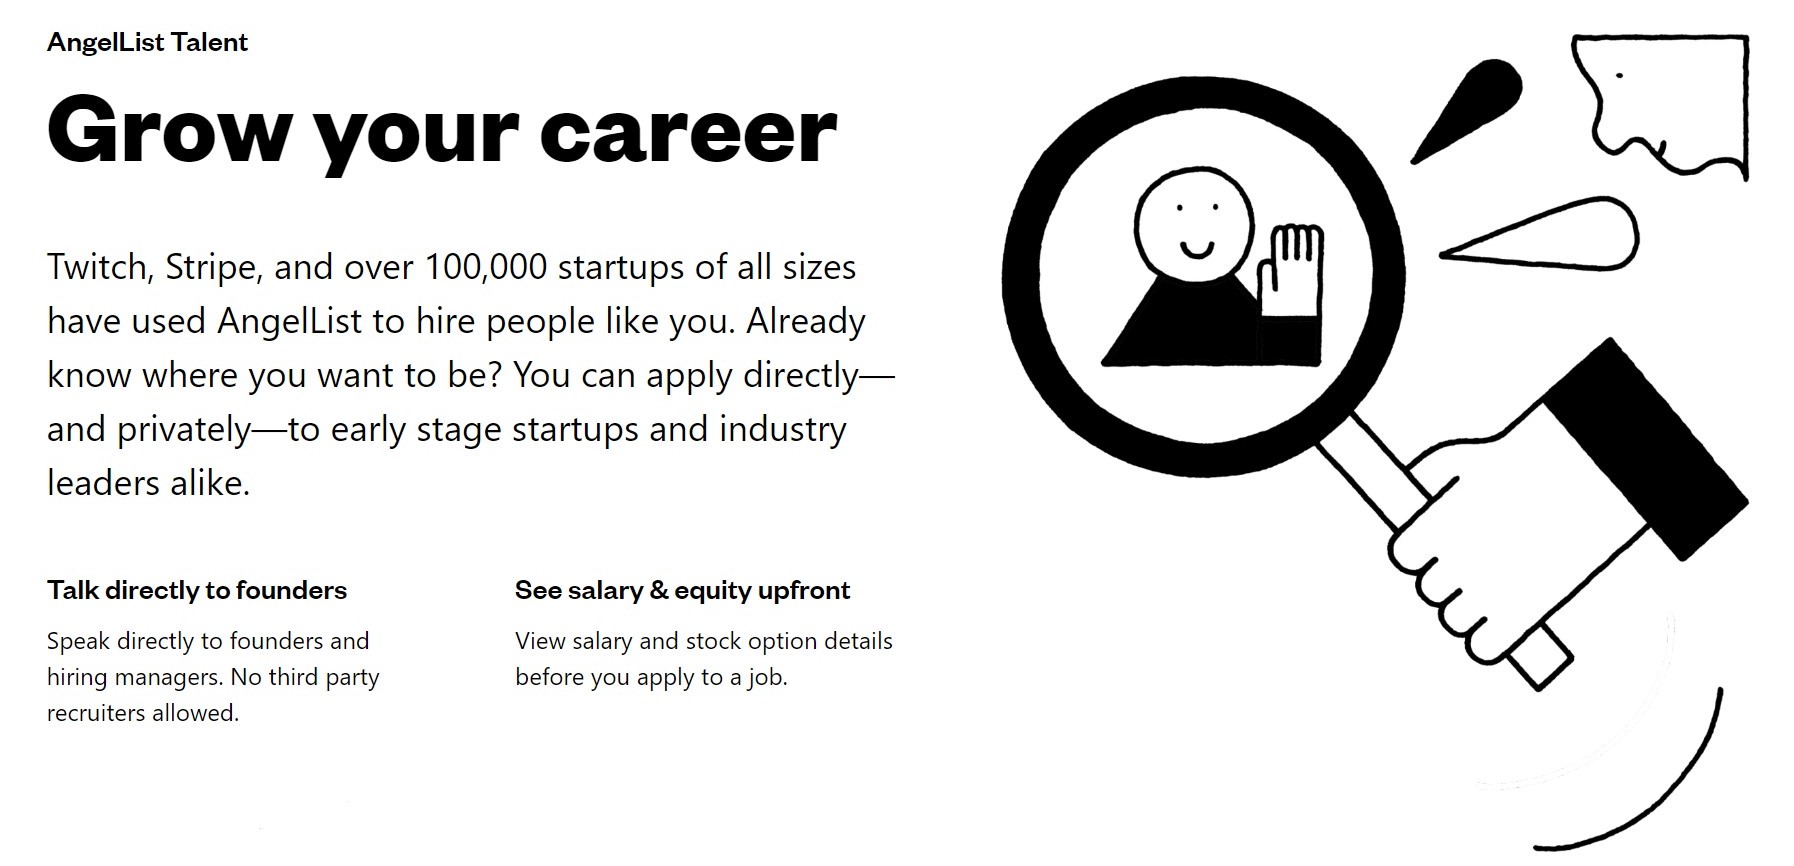 AngelList Talent
Grow your career
Twitch, Stripe, and over 100,000 startups of all sizes
have used AngelList to hire people like you. Already
know where you want to be? You can apply directly—
and privately—to early stage startups and industry
leaders alike.
Talk directly to founders
Speak directly to founders and
hiring managers. No third party
recruiters allowed.
See salary & equity upfront
View salary and stock option details
before you apply to a job.